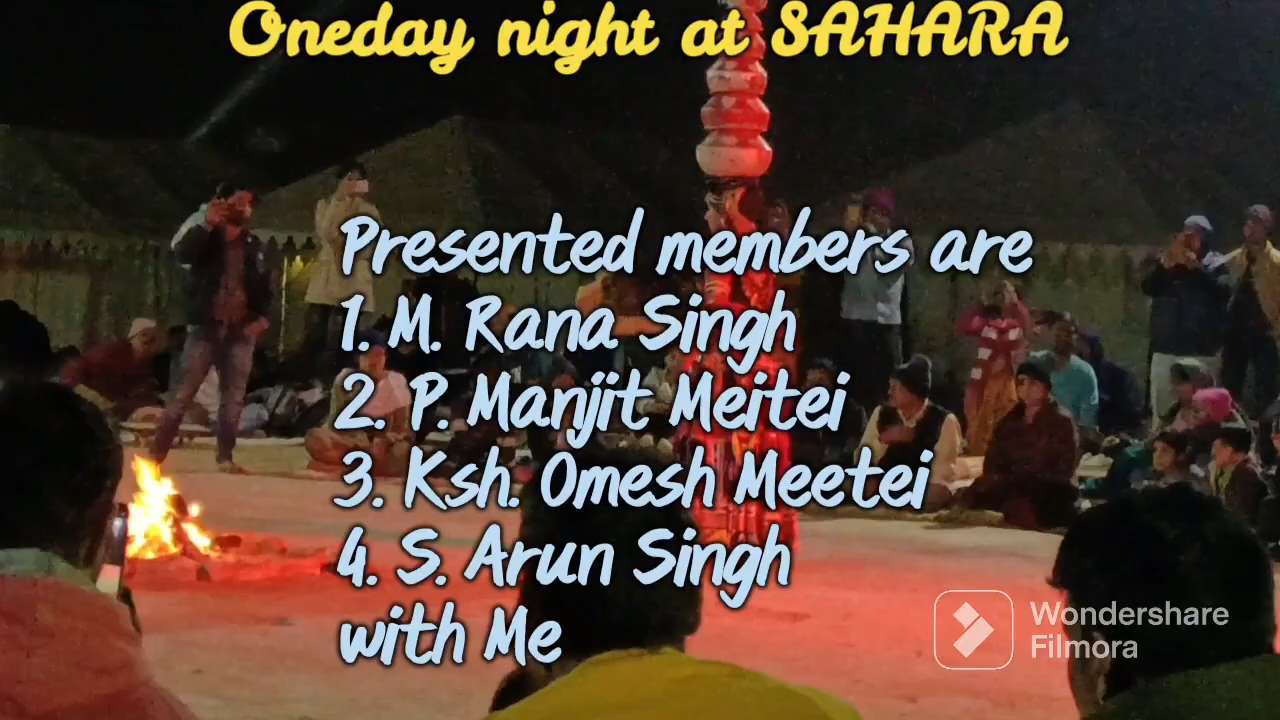 Oneday night at SAHARA
Presented members are
1. M. Rana Singh
2. P. Manjit Meitei
3. Ksh. Omesh Meetei
4. S. Arun Singh
with Me
Wondershare
Filmora